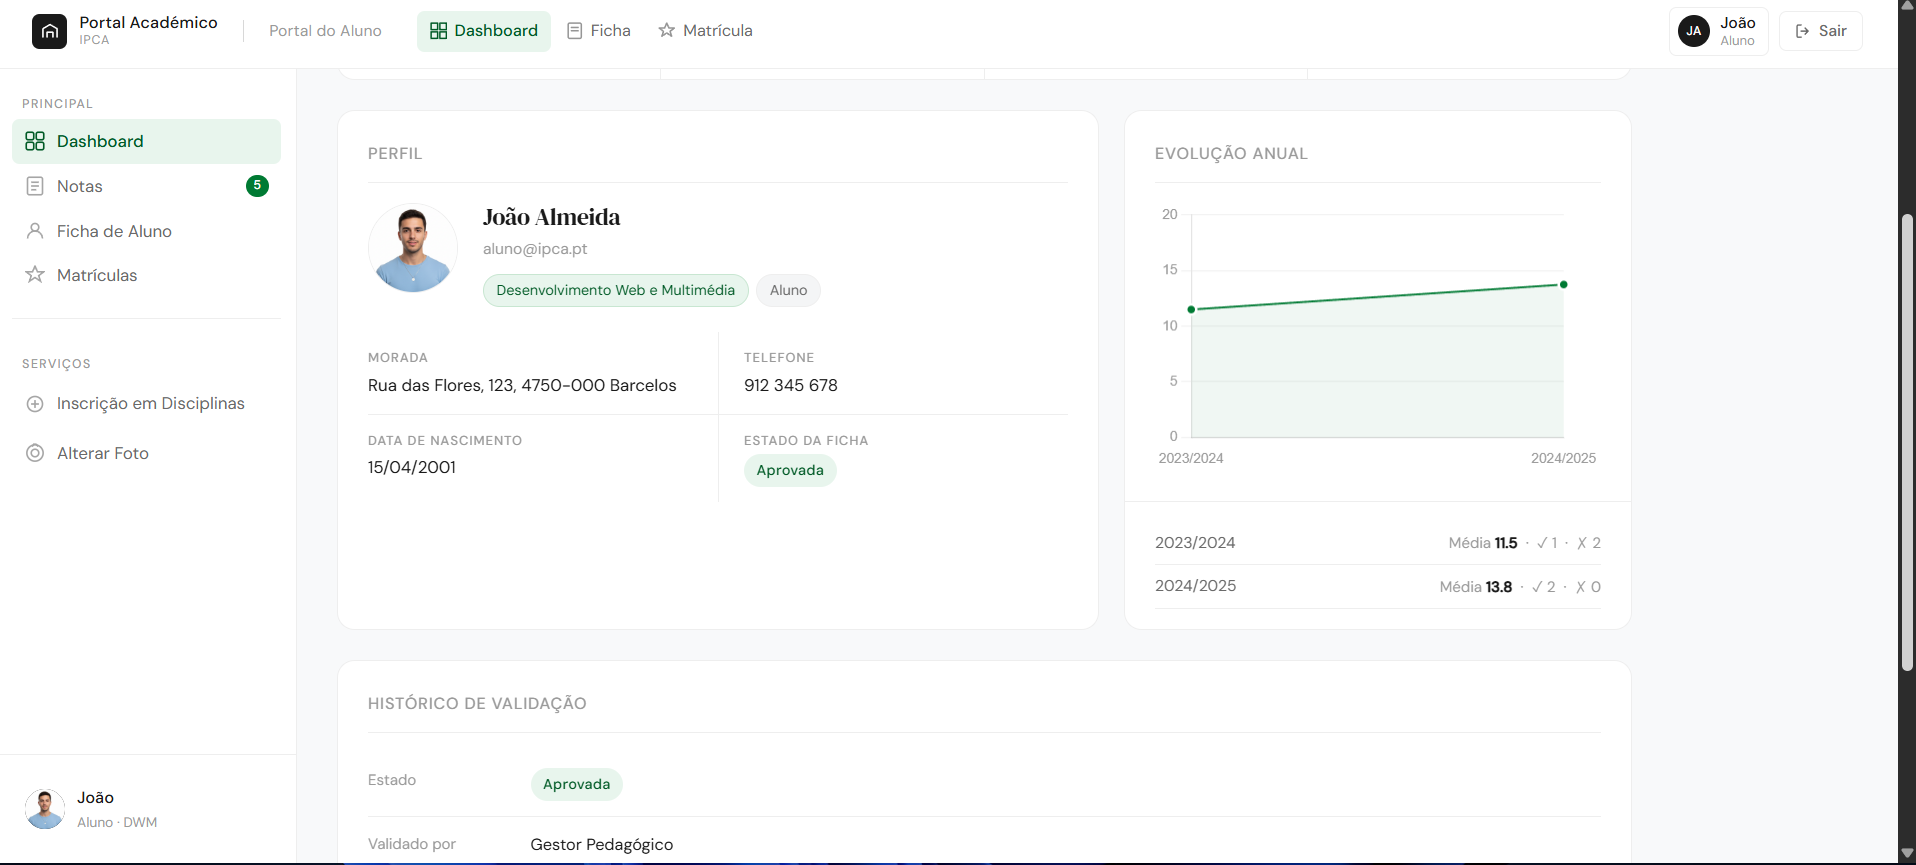 Portal Académico
IPCA
Portal do Aluno
Dashboard
Ficha
Matrícula
JA
João
Aluno
Sair
PRINCIPAL
Dashboard
Notas
5
Ficha de Aluno
Matrículas
SERVIÇOS
Inscrição em Disciplinas
Alterar Foto
João
Aluno · DWM
PERFIL
João Almeida
aluno@ipca.pt
Desenvolvimento Web e Multimédia
Aluno
MORADA
Rua das Flores, 123, 4750-000 Barcelos
TELEFONE
912 345 678
DATA DE NASCIMENTO
15/04/2001
ESTADO DA FICHA
Aprovada
EVOLUÇÃO ANUAL
20
15
10
5
0
2023/2024
2024/2025
2023/2024
Média 11.5 · ✓ 1 · ✗ 2
2024/2025
Média 13.8 · ✓ 2 · ✗ 0
HISTÓRICO DE VALIDAÇÃO
Estado
Aprovada
Validado por
Gestor Pedagógico